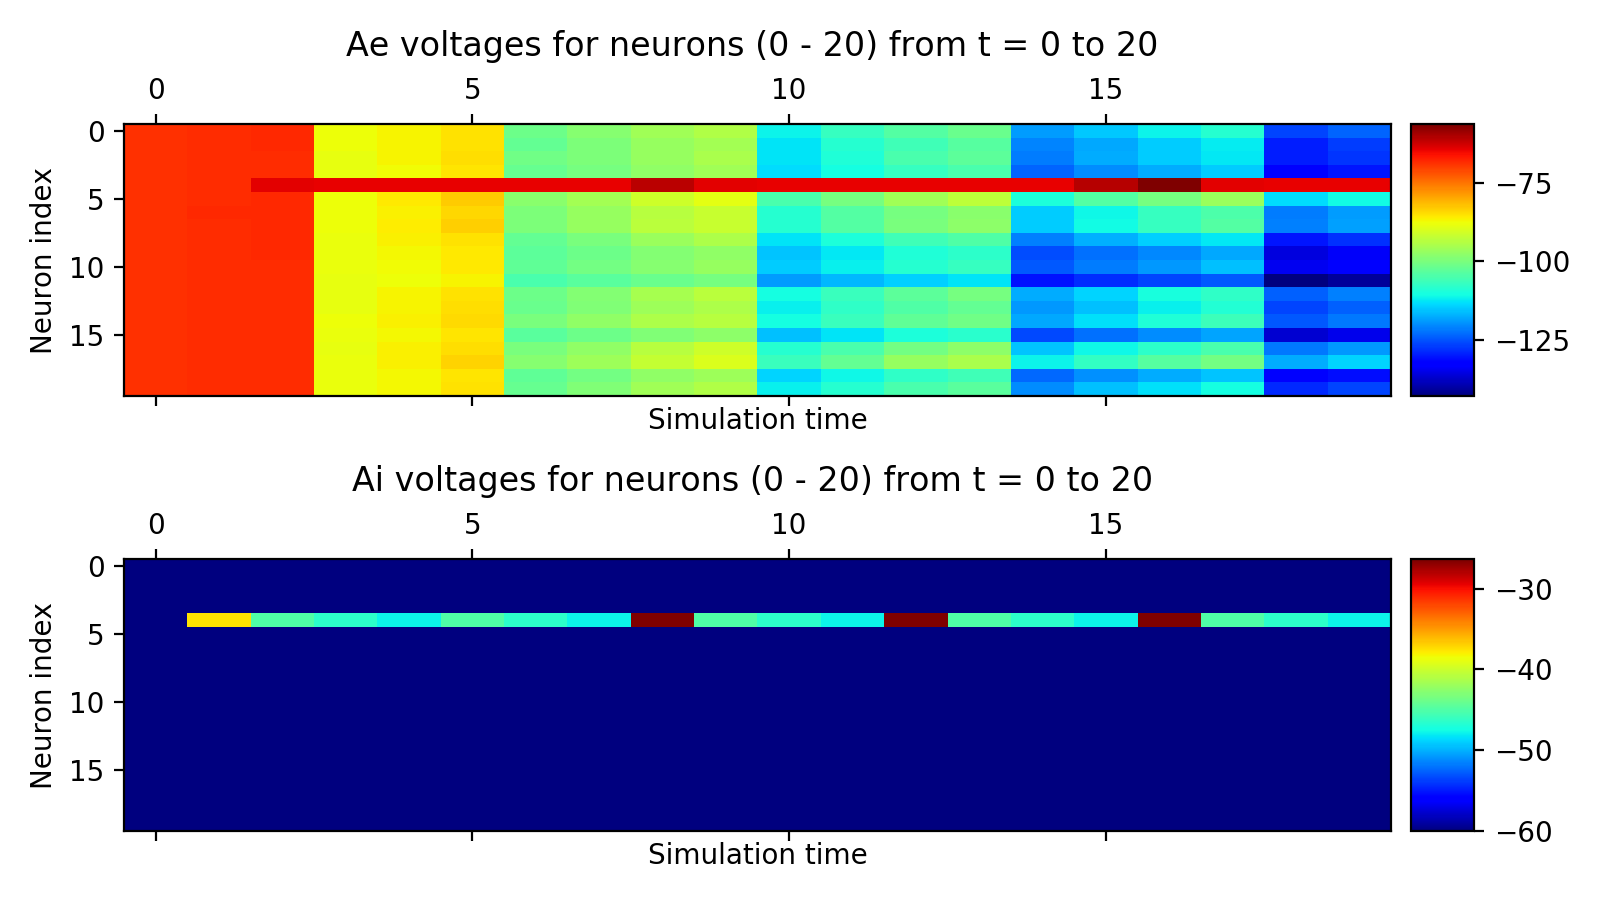 Ae voltages for neurons (0 - 20) from t = 0 to 20
0 5 10 15
0
5
10
15
Neuron index
Simulation time
−75
−100
−125
Ai voltages for neurons (0 - 20) from t = 0 to 20
0 5 10 15
0
5
10
15
Neuron index
Simulation time
−30
−40
−50
−60